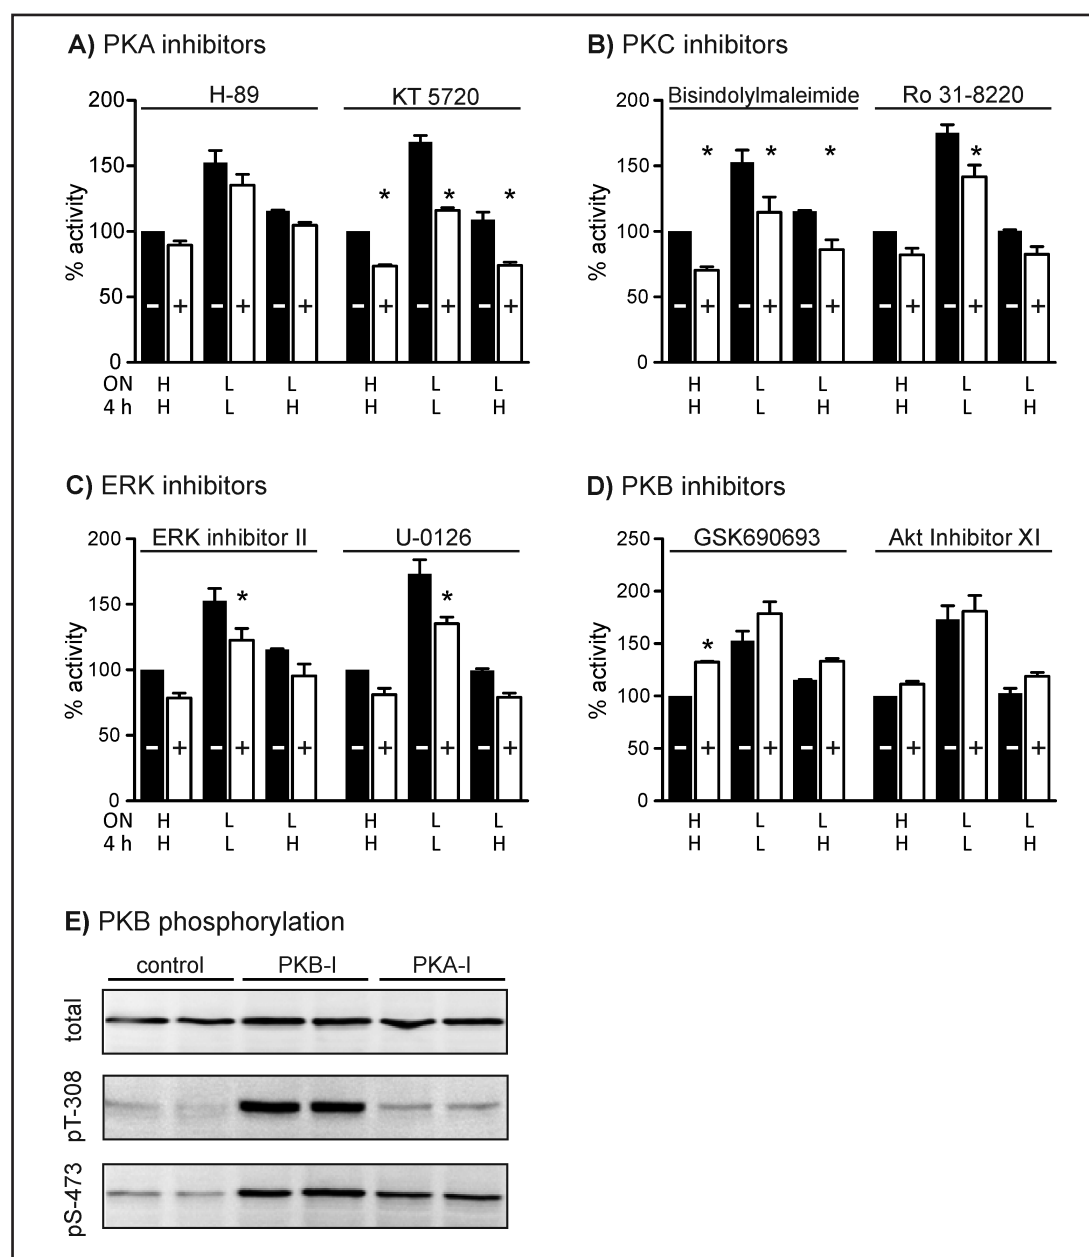 A) PKA inhibitors
H-89 KT 5720
200
150
100
50
0
% activity
* * *
− + − + − + − + − + − +
ON H L L H L L
4 h H L H H L H
B) PKC inhibitors
Bisindolylmaleimide Ro 31-8220
200
150
100
50
0
% activity
* * * *
− + − + − + − + − + − +
H L L H L L
H L H H L H
C) ERK inhibitors
ERK inhibitor II U-0126
200
150
100
50
0
% activity
* *
− + − + − + − + − + − +
ON H L L H L L
4 h H L H H L H
D) PKB inhibitors
GSK690693 Akt Inhibitor XI
250
200
150
100
50
0
% activity
*
− + − + − + − + − + − +
H L L H L L
H L H H L H
E) PKB phosphorylation
control PKB-I PKA-I
total
pT-308
pS-473